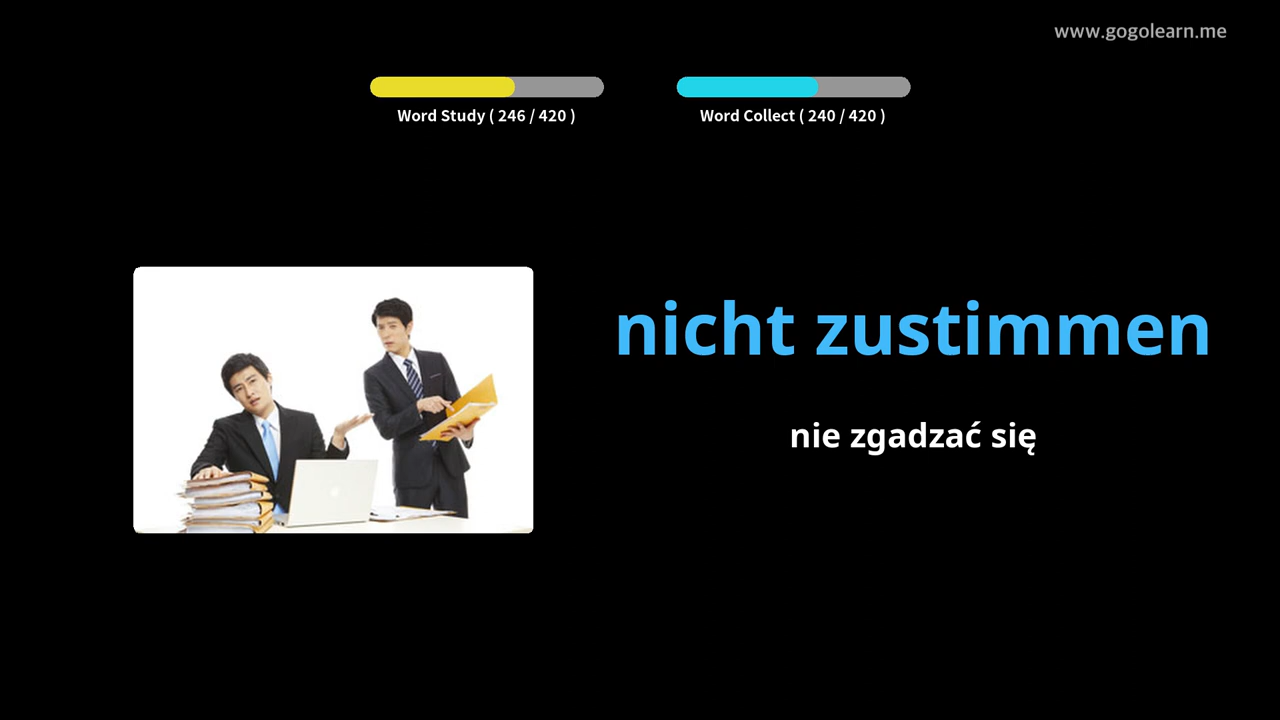 www.gogolearn.me
Word Study ( 246 / 420 )
Word Collect ( 240 / 420 )
nicht zustimmen
nie zgadzać się